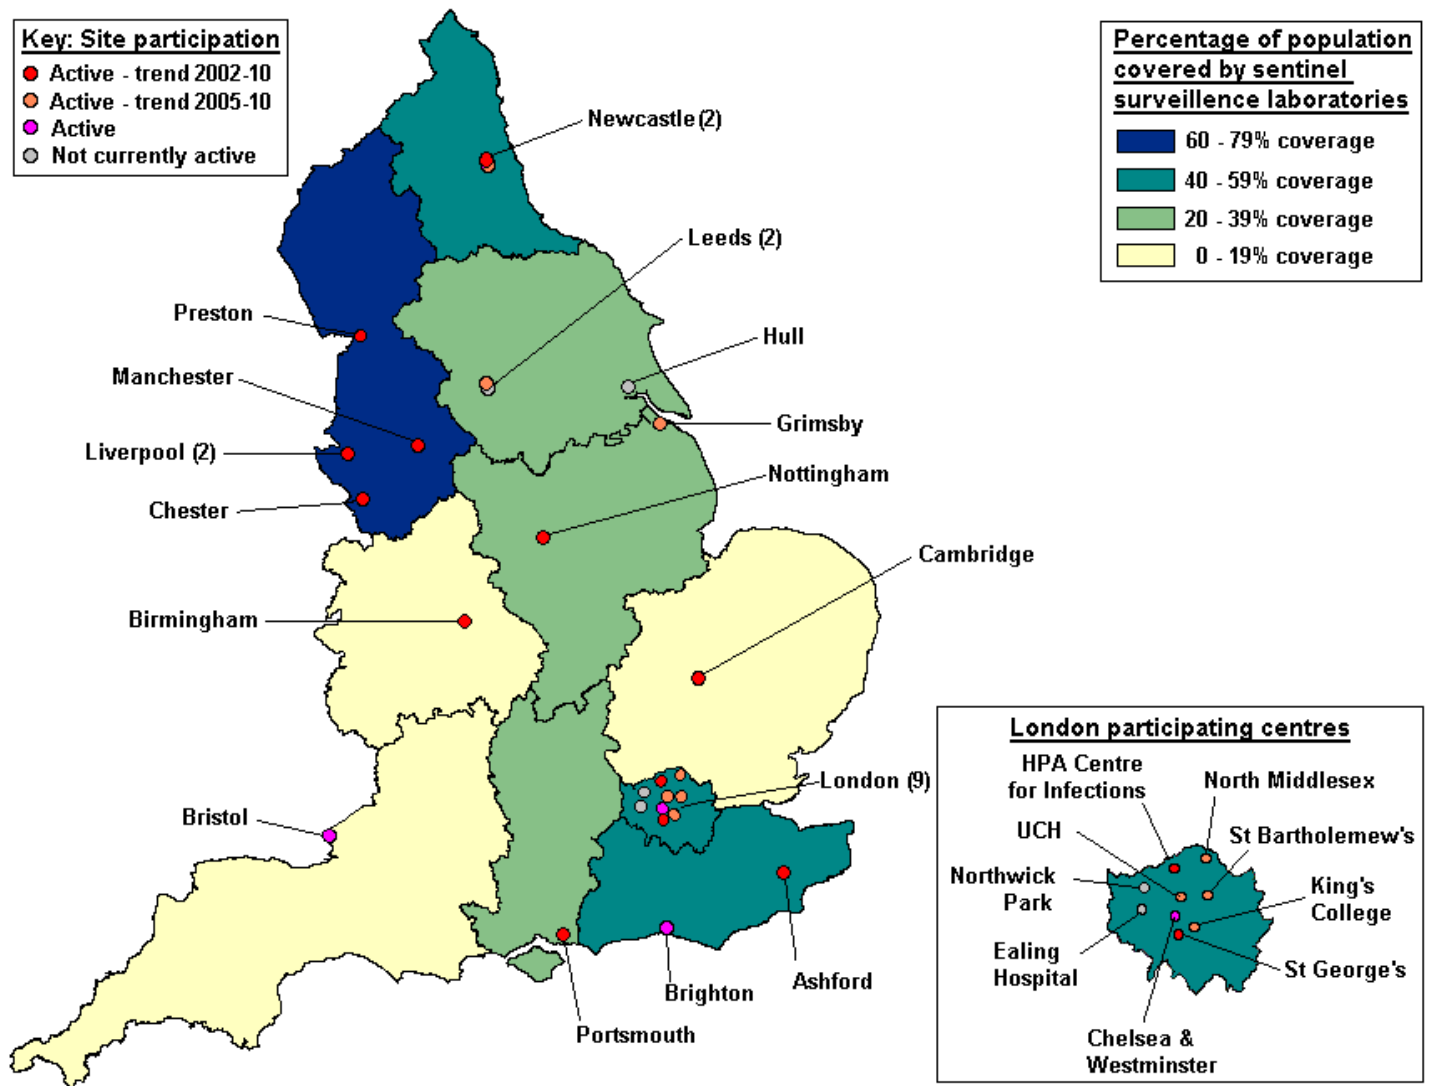 Key: Site participation
Active - trend 2002-10
Active - trend 2005-10
Active
Not currently active
Percentage of population
covered by sentinel
surveillence laboratories
60 - 79% coverage
40 - 59% coverage
20 - 39% coverage
0 - 19% coverage
Newcastle (2)
Leeds (2)
Preston
Hull
Manchester
Grimsby
Liverpool (2)
Nottingham
Chester
Cambridge
Birmingham
London (9)
Bristol
Ashford
Brighton
Portsmouth
London participating centres
HPA Centre
for Infections
North Middlesex
UCH
St Bartholemew's
Northwick
Park
King's
College
Ealing
Hospital
St George's
Chelsea &
Westminster